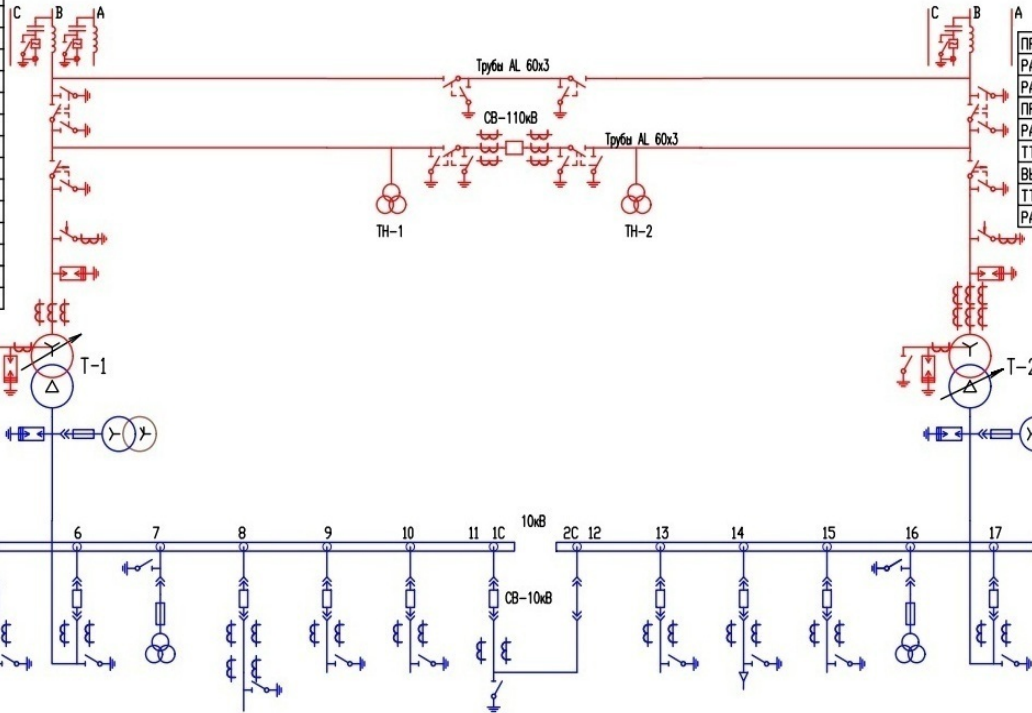 C B A
C B A
Трубы AL 60x3
СВ-110кВ
Трубы AL 60x3
ТН-1
ТН-2
Т-1
Т-2
10кВ
6 7 8 9 10 11 1С 2С 12 13 14 15 16 17
СВ-10кВ